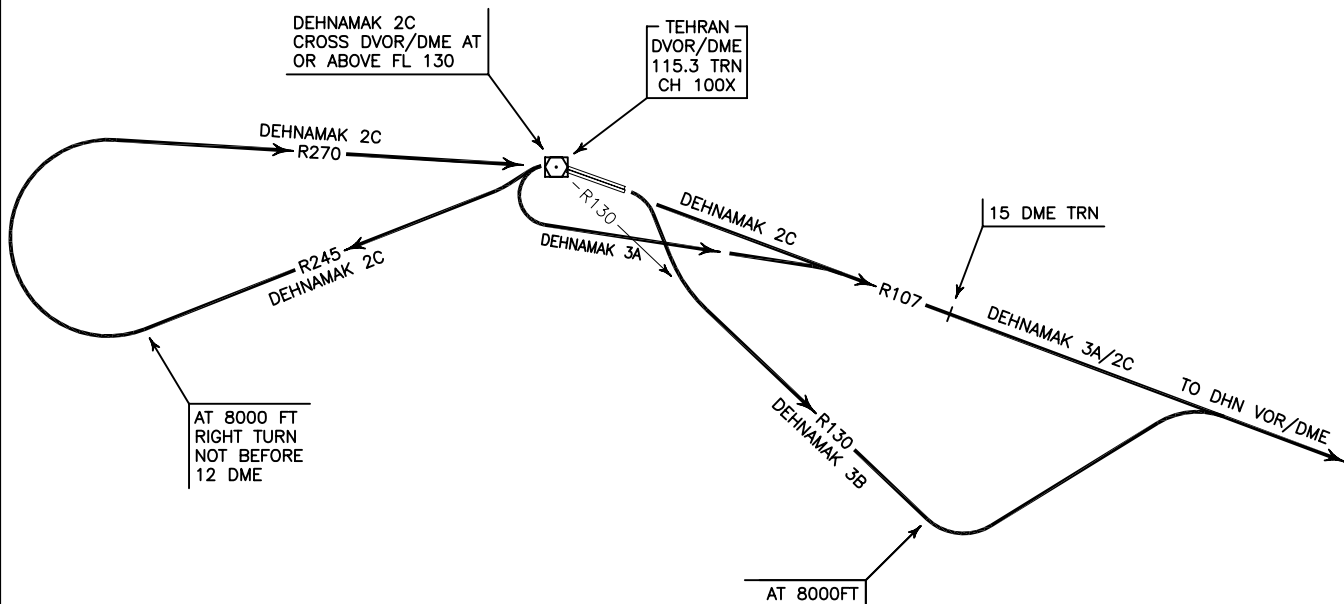 DEHNAMAK 2C
CROSS DVOR/DME AT
OR ABOVE FL 130
TEHRAN
DVOR/DME
115.3 TRN
CH 100X
DEHNAMAK 2C
R270
R130
DEHNAMAK 2C
15 DME TRN
DEHNAMAK 3A
R245
DEHNAMAK 2C
R107
DEHNAMAK 3A/2C
TO DHN VOR/DME
AT 8000 FT
RIGHT TURN
NOT BEFORE
12 DME
R130
DEHNAMAK 3B
AT 8000FT